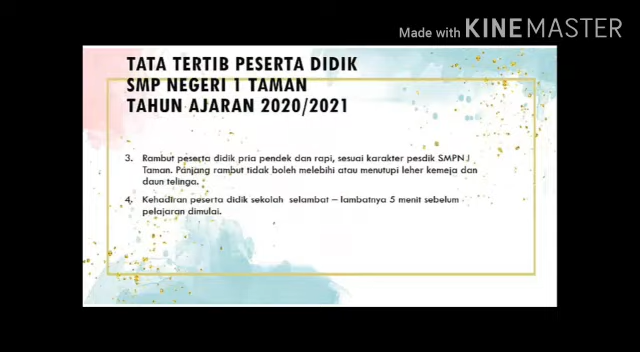 Made with KINEMASTER
TATA TERTIB PESERTA DIDIK
SMP NEGERI 1 TAMAN
TAHUN AJARAN 2020/2021
3. Rambut peserta didik pria pendek dan rapi, sesuai karakter pesdik SMPN I
Taman. Panjang rambut tidak boleh melebihi atau menutupi leher kemeja dan
daun telinga.
4. Kehadiran peserta didik sekolah selambat – lambatnya 5 menit sebelum
pelajaran dimulai.